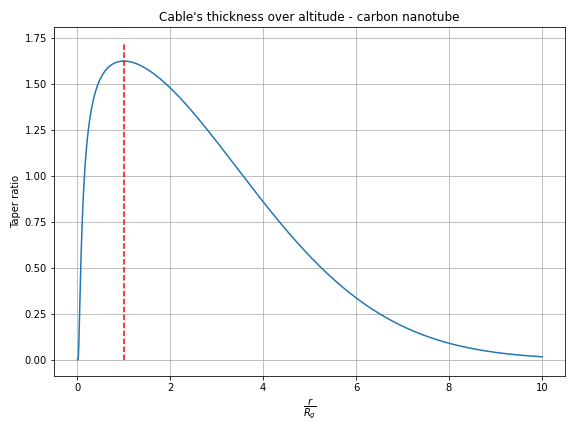 Cable's thickness over altitude - carbon nanotube
1.75
1.50
1.25
1.00
0.75
0.50
0.25
0.00
Taper ratio
0 2 4 6 8 10
r
R_g